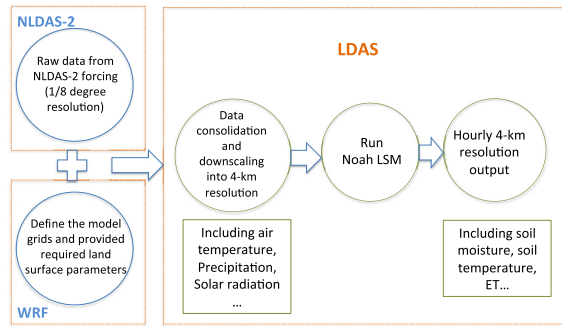 NLDAS-2
Raw data from
NLDAS-2 forcing
(1/8 degree
resolution)
Define the model
grids and provided
required land
surface parameters
WRF
LDAS
Data
consolidation
and
downscaling
into 4-km
resolution
Run
Noah LSM
Hourly 4-km
resolution
output
Including air
temperature,
Precipitation,
Solar radiation
...
Including soil
moisture, soil
temperature,
ET...